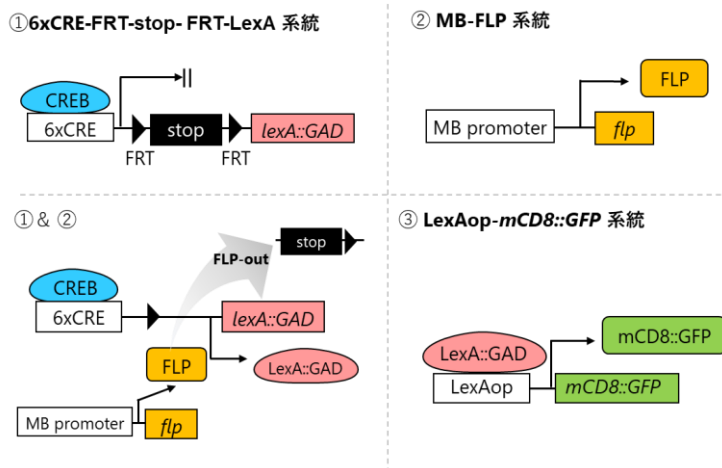 ①6xCRE-FRT-stop- FRT-LexA 系統
CREB
6xCRE
stop
lexA::GAD
FRT
FRT
② MB-FLP 系統
FLP
MB promoter
flp
① & ②
stop
FLP-out
CREB
6xCRE
lexA::GAD
FLP
LexA::GAD
MB promoter
flp
③ LexAop-mCD8::GFP 系統
mCD8::GFP
LexA::GAD
LexAop
mCD8::GFP